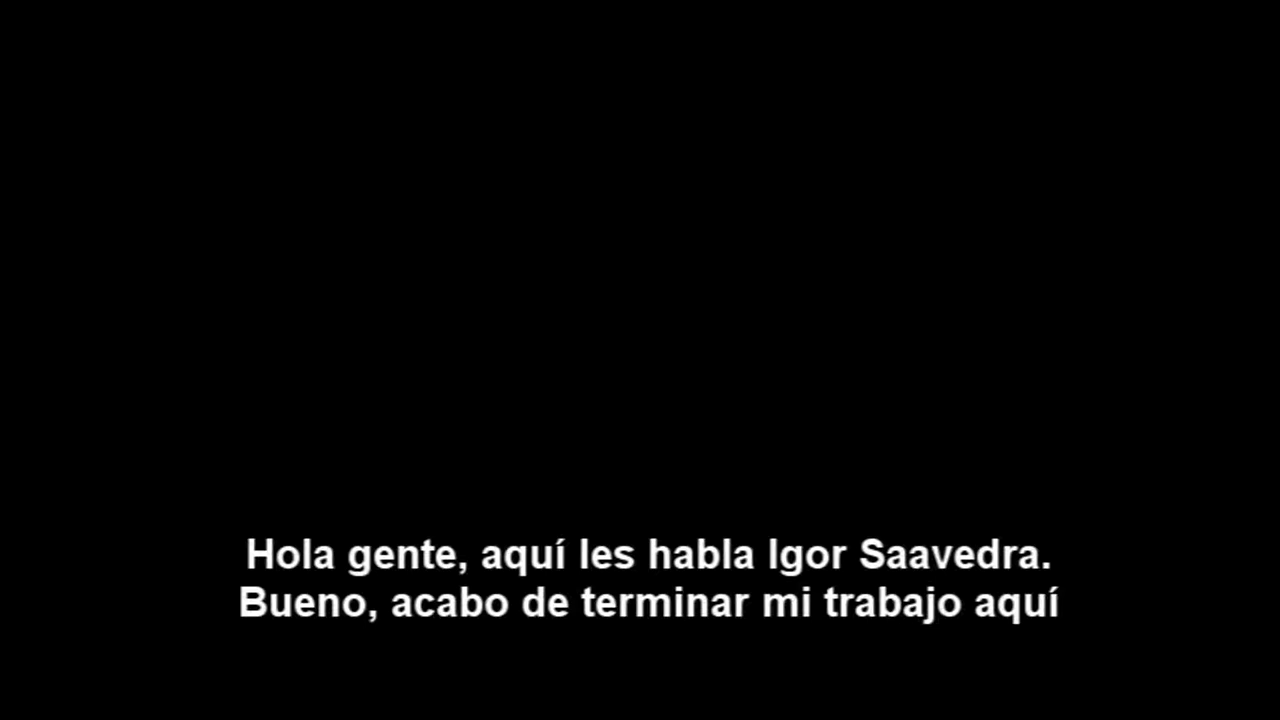 Hola gente, aquí les habla Igor Saavedra.
Bueno, acabo de terminar mi trabajo aquí